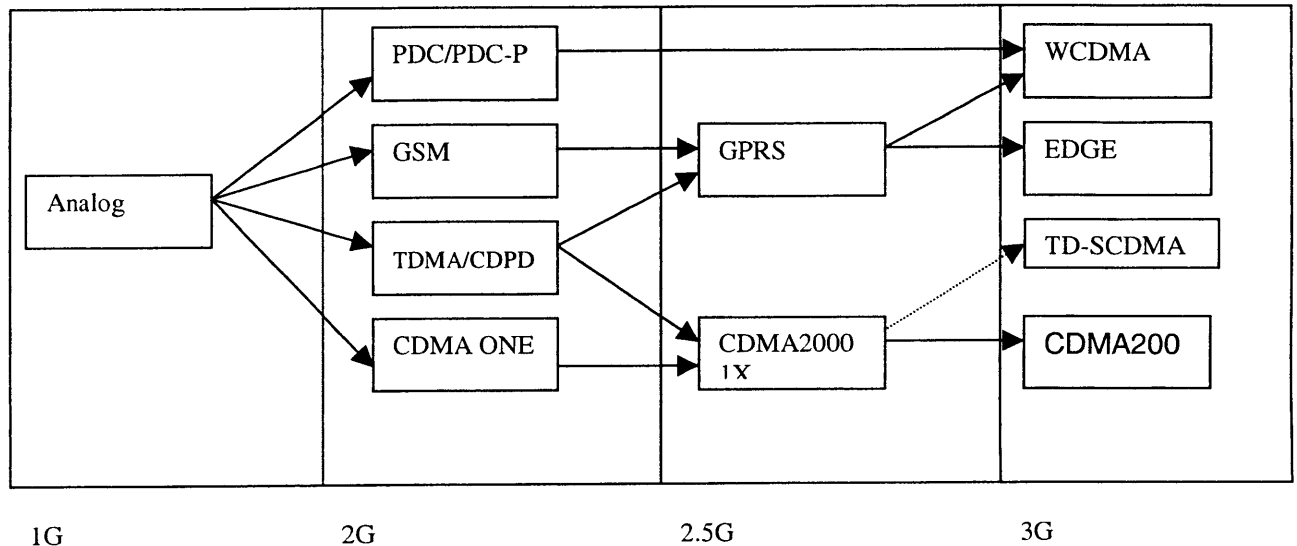 PDC/PDC-P
WCDMA
GSM
GPRS
EDGE
Analog
TDMA/CDPD
TD-SCDMA
CDMA ONE
CDMA2000
1X
CDMA200
1G
2G
2.5G
3G